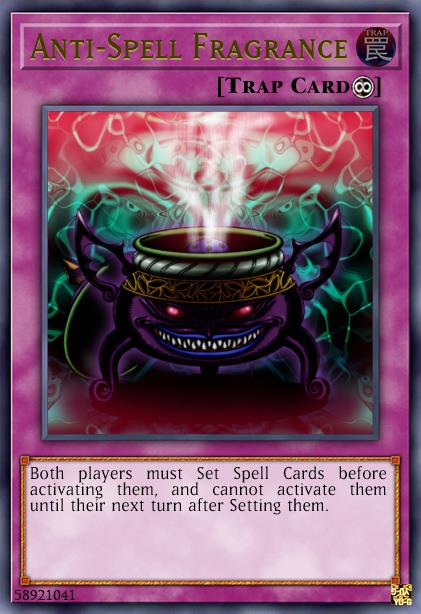 Anti-Spell Fragrance
TRAP
罠
[Trap Card]
Both players must Set Spell Cards before
activating them, and cannot activate them
until their next turn after Setting them.
58921041